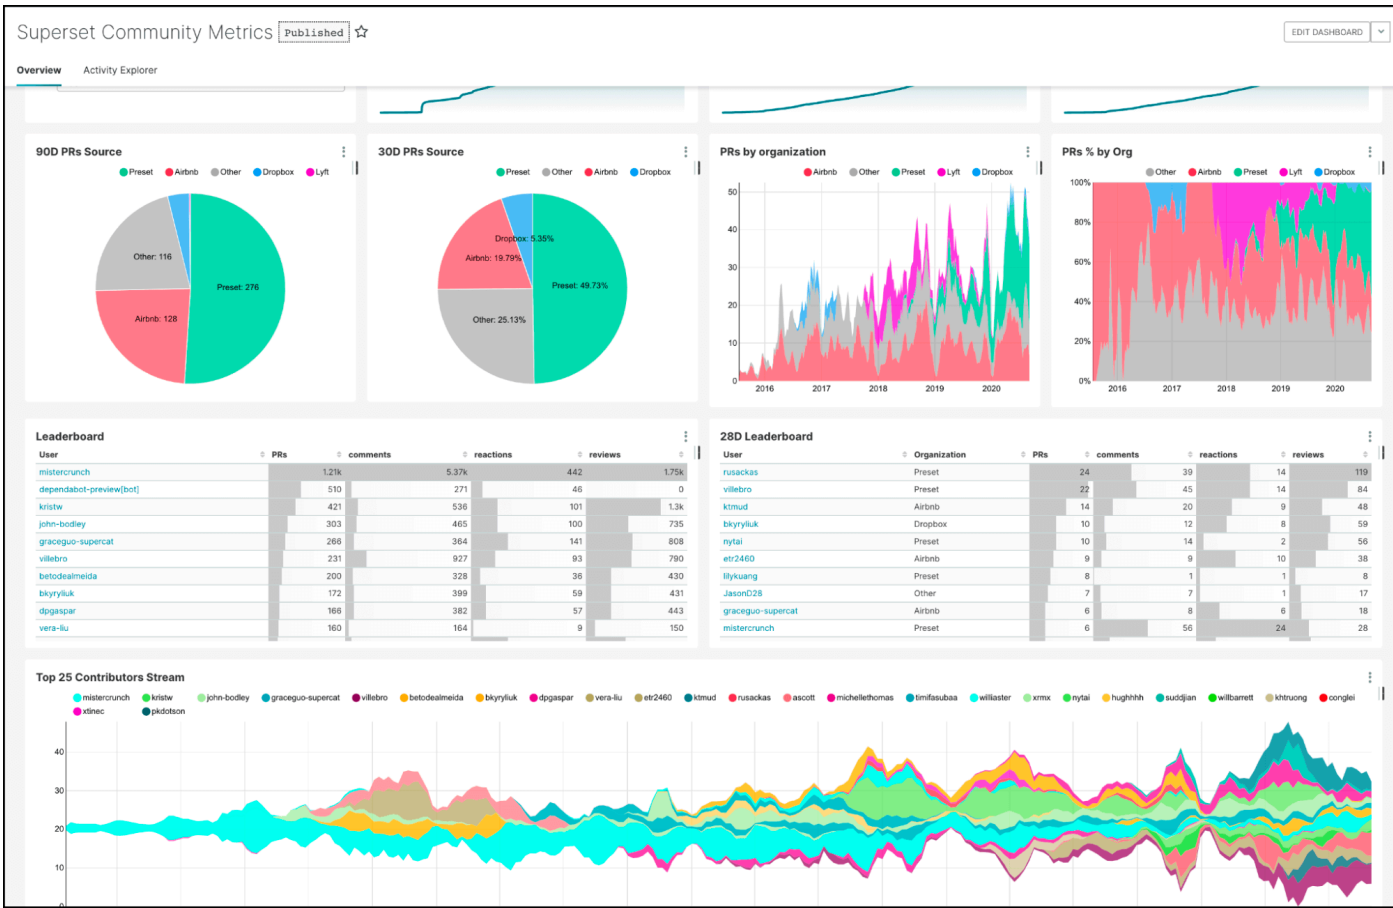 Superset Community Metrics Published
EDIT DASHBOARD
Overview Activity Explorer
90D PRs Source
Preset Airbnb Other Dropbox Lyft
Other: 116
Preset: 276
Airbnb: 128
30D PRs Source
Preset Other Airbnb Dropbox
Dropbox: 5.35%
Airbnb: 19.79%
Preset: 49.73%
Other: 25.13%
PRs by organization
Airbnb Other Preset Lyft Dropbox
50
40
30
20
10
0
2016 2017 2018 2019 2020
PRs % by Org
Other Airbnb Preset Lyft Dropbox
100%
80%
60%
40%
20%
0%
2016 2017 2018 2019 2020
Leaderboard
User PRs comments reactions reviews
mistercrunch 1.21k 5.37k 442 1.75k
dependabot-preview[bot] 510 271 46 0
kristw 421 536 101 1.3k
john-bodley 303 465 100 735
graceguo-supercat 266 364 141 808
villebro 231 927 93 790
betodealmeida 200 328 36 430
bkyryliuk 172 399 59 431
dpgaspar 166 382 57 443
vera-liu 160 164 9 150
28D Leaderboard
User Organization PRs comments reactions reviews
rusackas Preset 24 39 14 119
villebro Preset 22 45 14 84
ktmud Airbnb 14 20 9 48
bkyryliuk Dropbox 10 12 8 59
nytai Preset 10 14 2 56
etr2460 Airbnb 9 9 10 38
lilykuang Preset 8 1 1 8
JasonD28 Other 7 7 1 17
graceguo-supercat Airbnb 6 8 6 18
mistercrunch Preset 6 56 24 28
Top 25 Contributors Stream
mistercrunch kristw john-bodley graceguo-supercat villebro betodealmeida bkyryliuk dpgaspar vera-liu etr2460 ktmud rusackas ascott michellethomas timifasubaa williaster xrmx nytai hughhhh suddjian willbarrett khtruong conglei
xtinec pkdotson
40
30
20
10
0